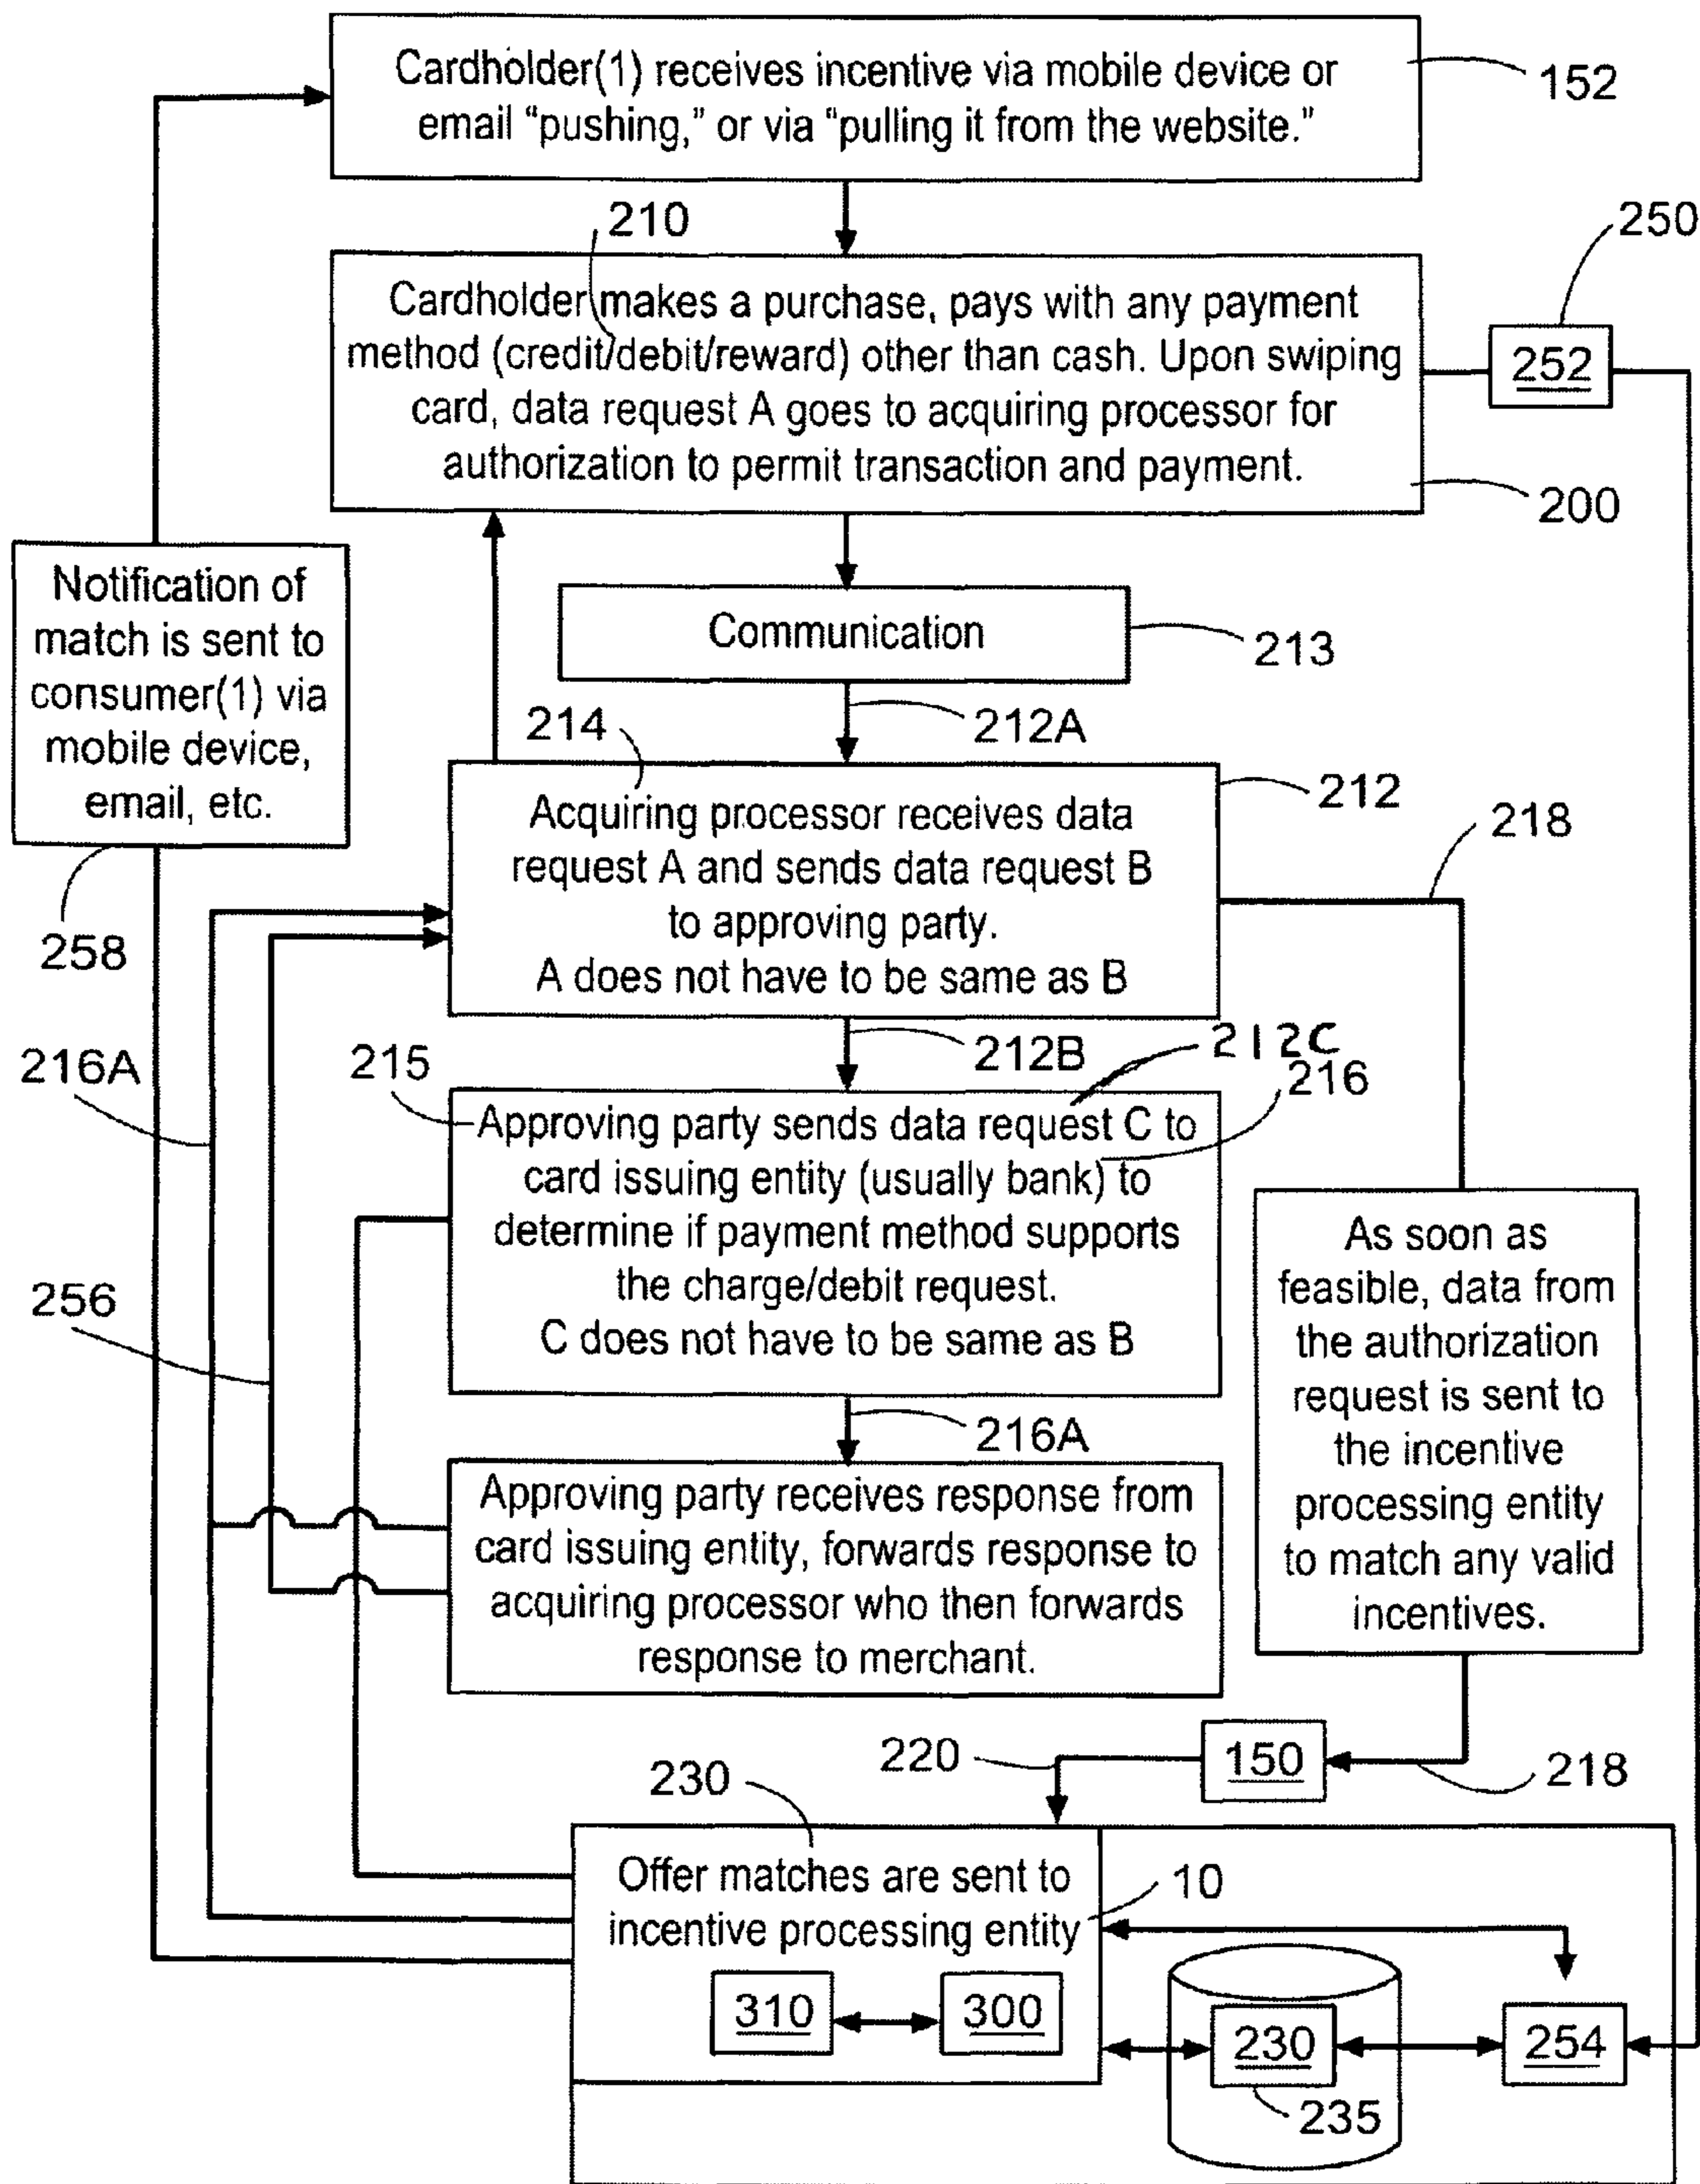 Cardholder(1) receives incentive via mobile device or
email “pushing,” or via “pulling it from the website.”
152
210
250
Cardholder makes a purchase, pays with any payment
method (credit/debit/reward) other than cash. Upon swiping
card, data request A goes to acquiring processor for
authorization to permit transaction and payment.
252
200
Notification of
match is sent to
consumer(1) via
mobile device,
email, etc.
258
Communication
213
212A
214
212
218
Acquiring processor receives data
request A and sends data request B
to approving party.
A does not have to be same as B
216A
215
212B
212C
216
Approving party sends data request C to
card issuing entity (usually bank) to
determine if payment method supports
the charge/debit request.
C does not have to be same as B
256
As soon as
feasible, data from
the authorization
request is sent to
the incentive
processing entity
to match any valid
incentives.
216A
Approving party receives response from
card issuing entity, forwards response to
acquiring processor who then forwards
response to merchant.
220
150
218
230
Offer matches are sent to
incentive processing entity
10
310
300
230
254
235